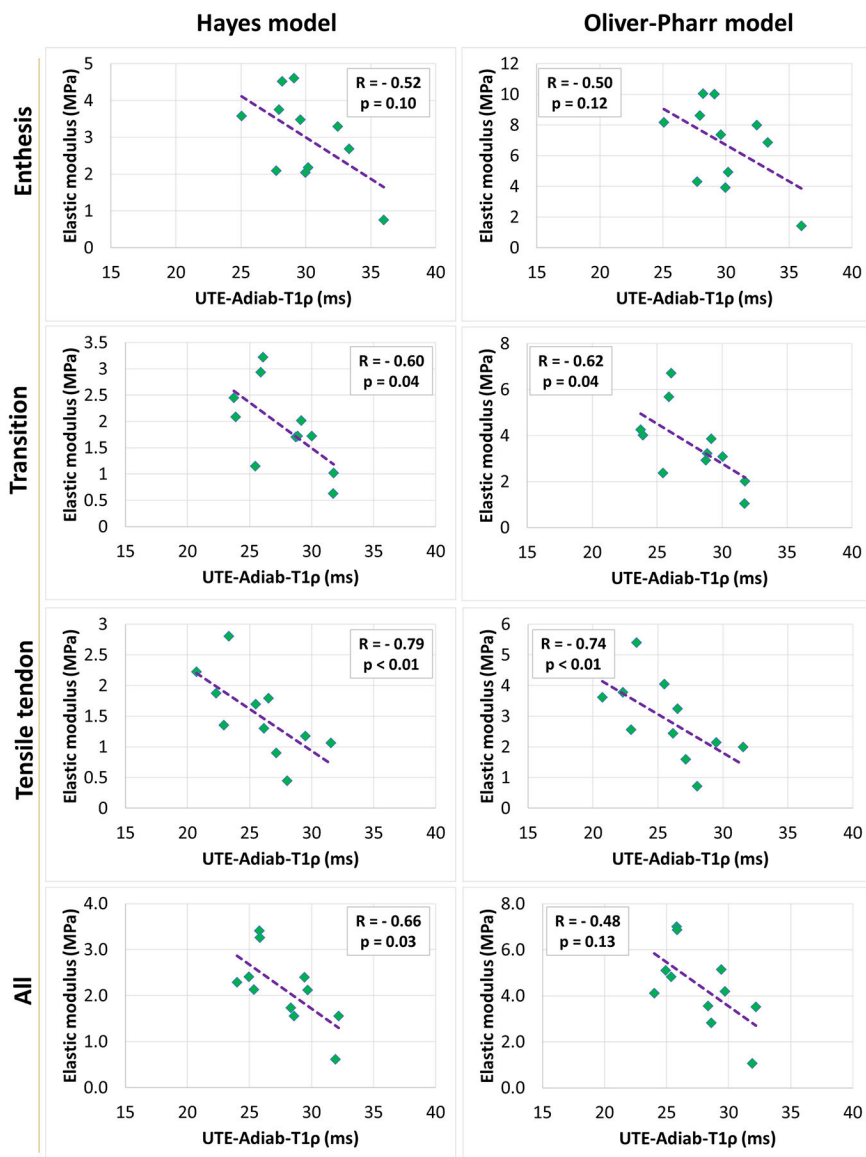 Hayes model
Oliver-Pharr model
Enthesis
Elastic modulus (MPa)
5
4
3
2
1
0
R = - 0.52
p = 0.10
15 20 25 30 35 40
UTE-Adiab-T1ρ (ms)
Elastic modulus (MPa)
12
10
8
6
4
2
0
R = - 0.50
p = 0.12
15 20 25 30 35 40
UTE-Adiab-T1ρ (ms)
Transition
Elastic modulus (MPa)
3.5
3
2.5
2
1.5
1
0.5
0
R = - 0.60
p = 0.04
15 20 25 30 35 40
UTE-Adiab-T1ρ (ms)
Elastic modulus (MPa)
8
6
4
2
0
R = - 0.62
p = 0.04
15 20 25 30 35 40
UTE-Adiab-T1ρ (ms)
Tensile tendon
Elastic modulus (MPa)
3
2.5
2
1.5
1
0.5
0
R = - 0.79
p < 0.01
15 20 25 30 35 40
UTE-Adiab-T1ρ (ms)
Elastic modulus (MPa)
6
5
4
3
2
1
0
R = - 0.74
p < 0.01
15 20 25 30 35 40
UTE-Adiab-T1ρ (ms)
All
Elastic modulus (MPa)
4.0
3.0
2.0
1.0
0.0
R = - 0.66
p = 0.03
15 20 25 30 35 40
UTE-Adiab-T1ρ (ms)
Elastic modulus (MPa)
8.0
6.0
4.0
2.0
0.0
R = - 0.48
p = 0.13
15 20 25 30 35 40
UTE-Adiab-T1ρ (ms)